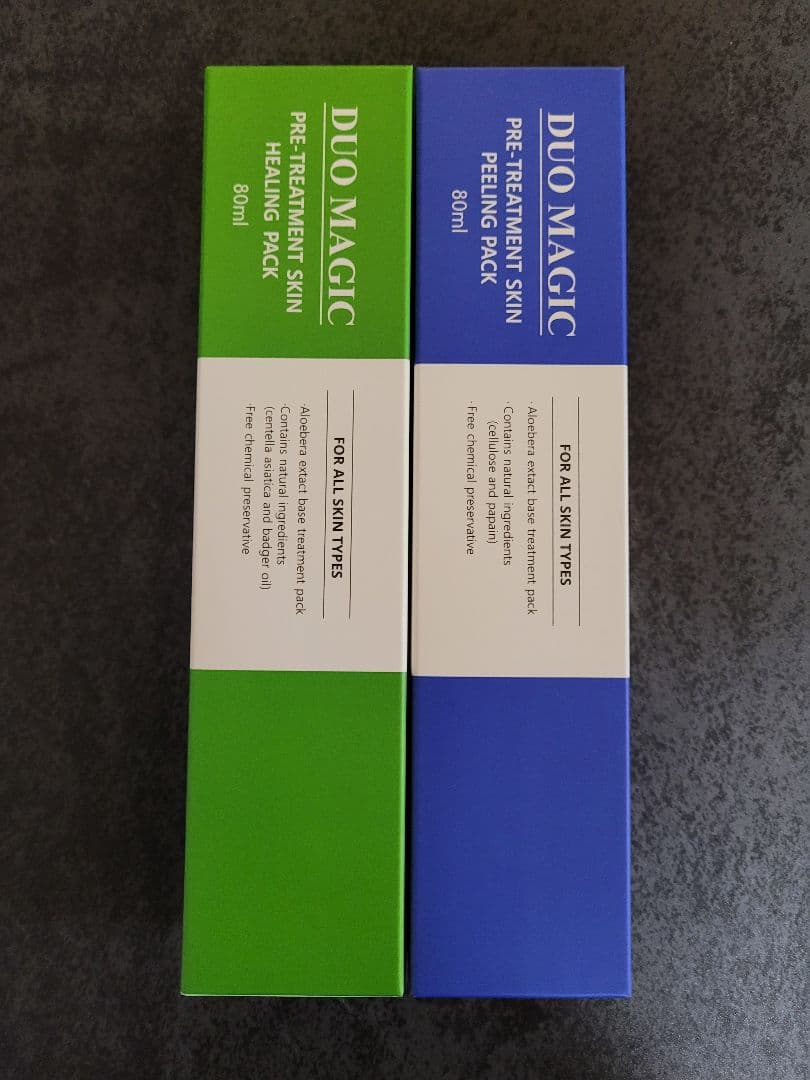 DUO MAGIC
PRE-TREATMENT SKIN
HEALING PACK
80ml
FOR ALL SKIN TYPES
·Aloebera extact base treatment pack
·Contains natural ingredients
(centella asiatica and badger oil)
·Free chemical preservative
DUO MAGIC
PRE-TREATMENT SKIN
PEELING PACK
80ml
FOR ALL SKIN TYPES
·Aloebera extact base treatment pack
·Contains natural ingredients
(cellulose and papain)
·Free chemical preservative